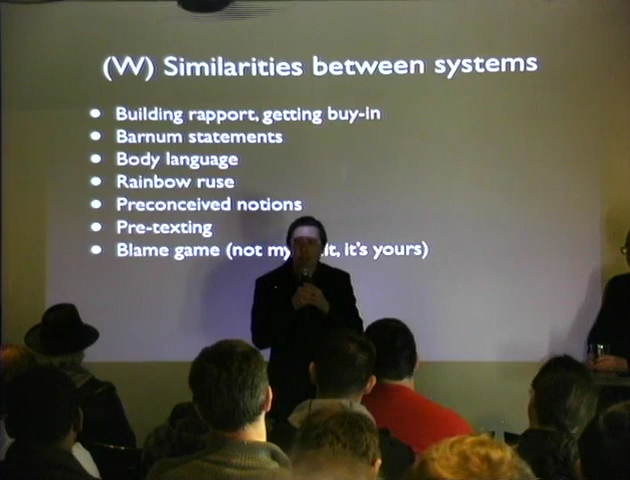 (W) Similarities between systems
• Building rapport, getting buy-in
• Barnum statements
• Body language
• Rainbow ruse
• Preconceived notions
• Pre-texting
• Blame game (not my it, it's yours)